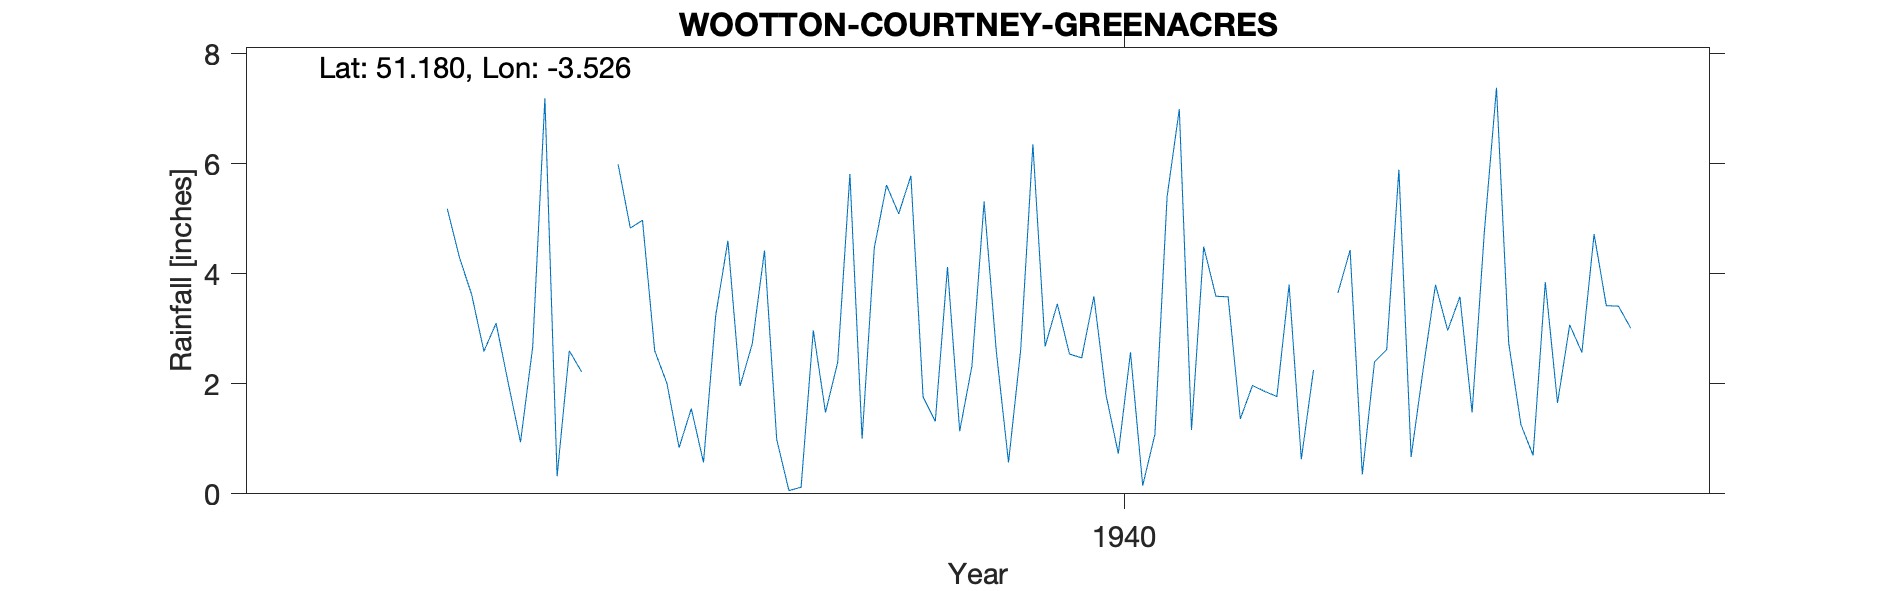 WOOTTON-COURTNEY-GREENACRES
Lat: 51.180, Lon: -3.526
8
6
4
2
0
Rainfall [inches]
1940
Year